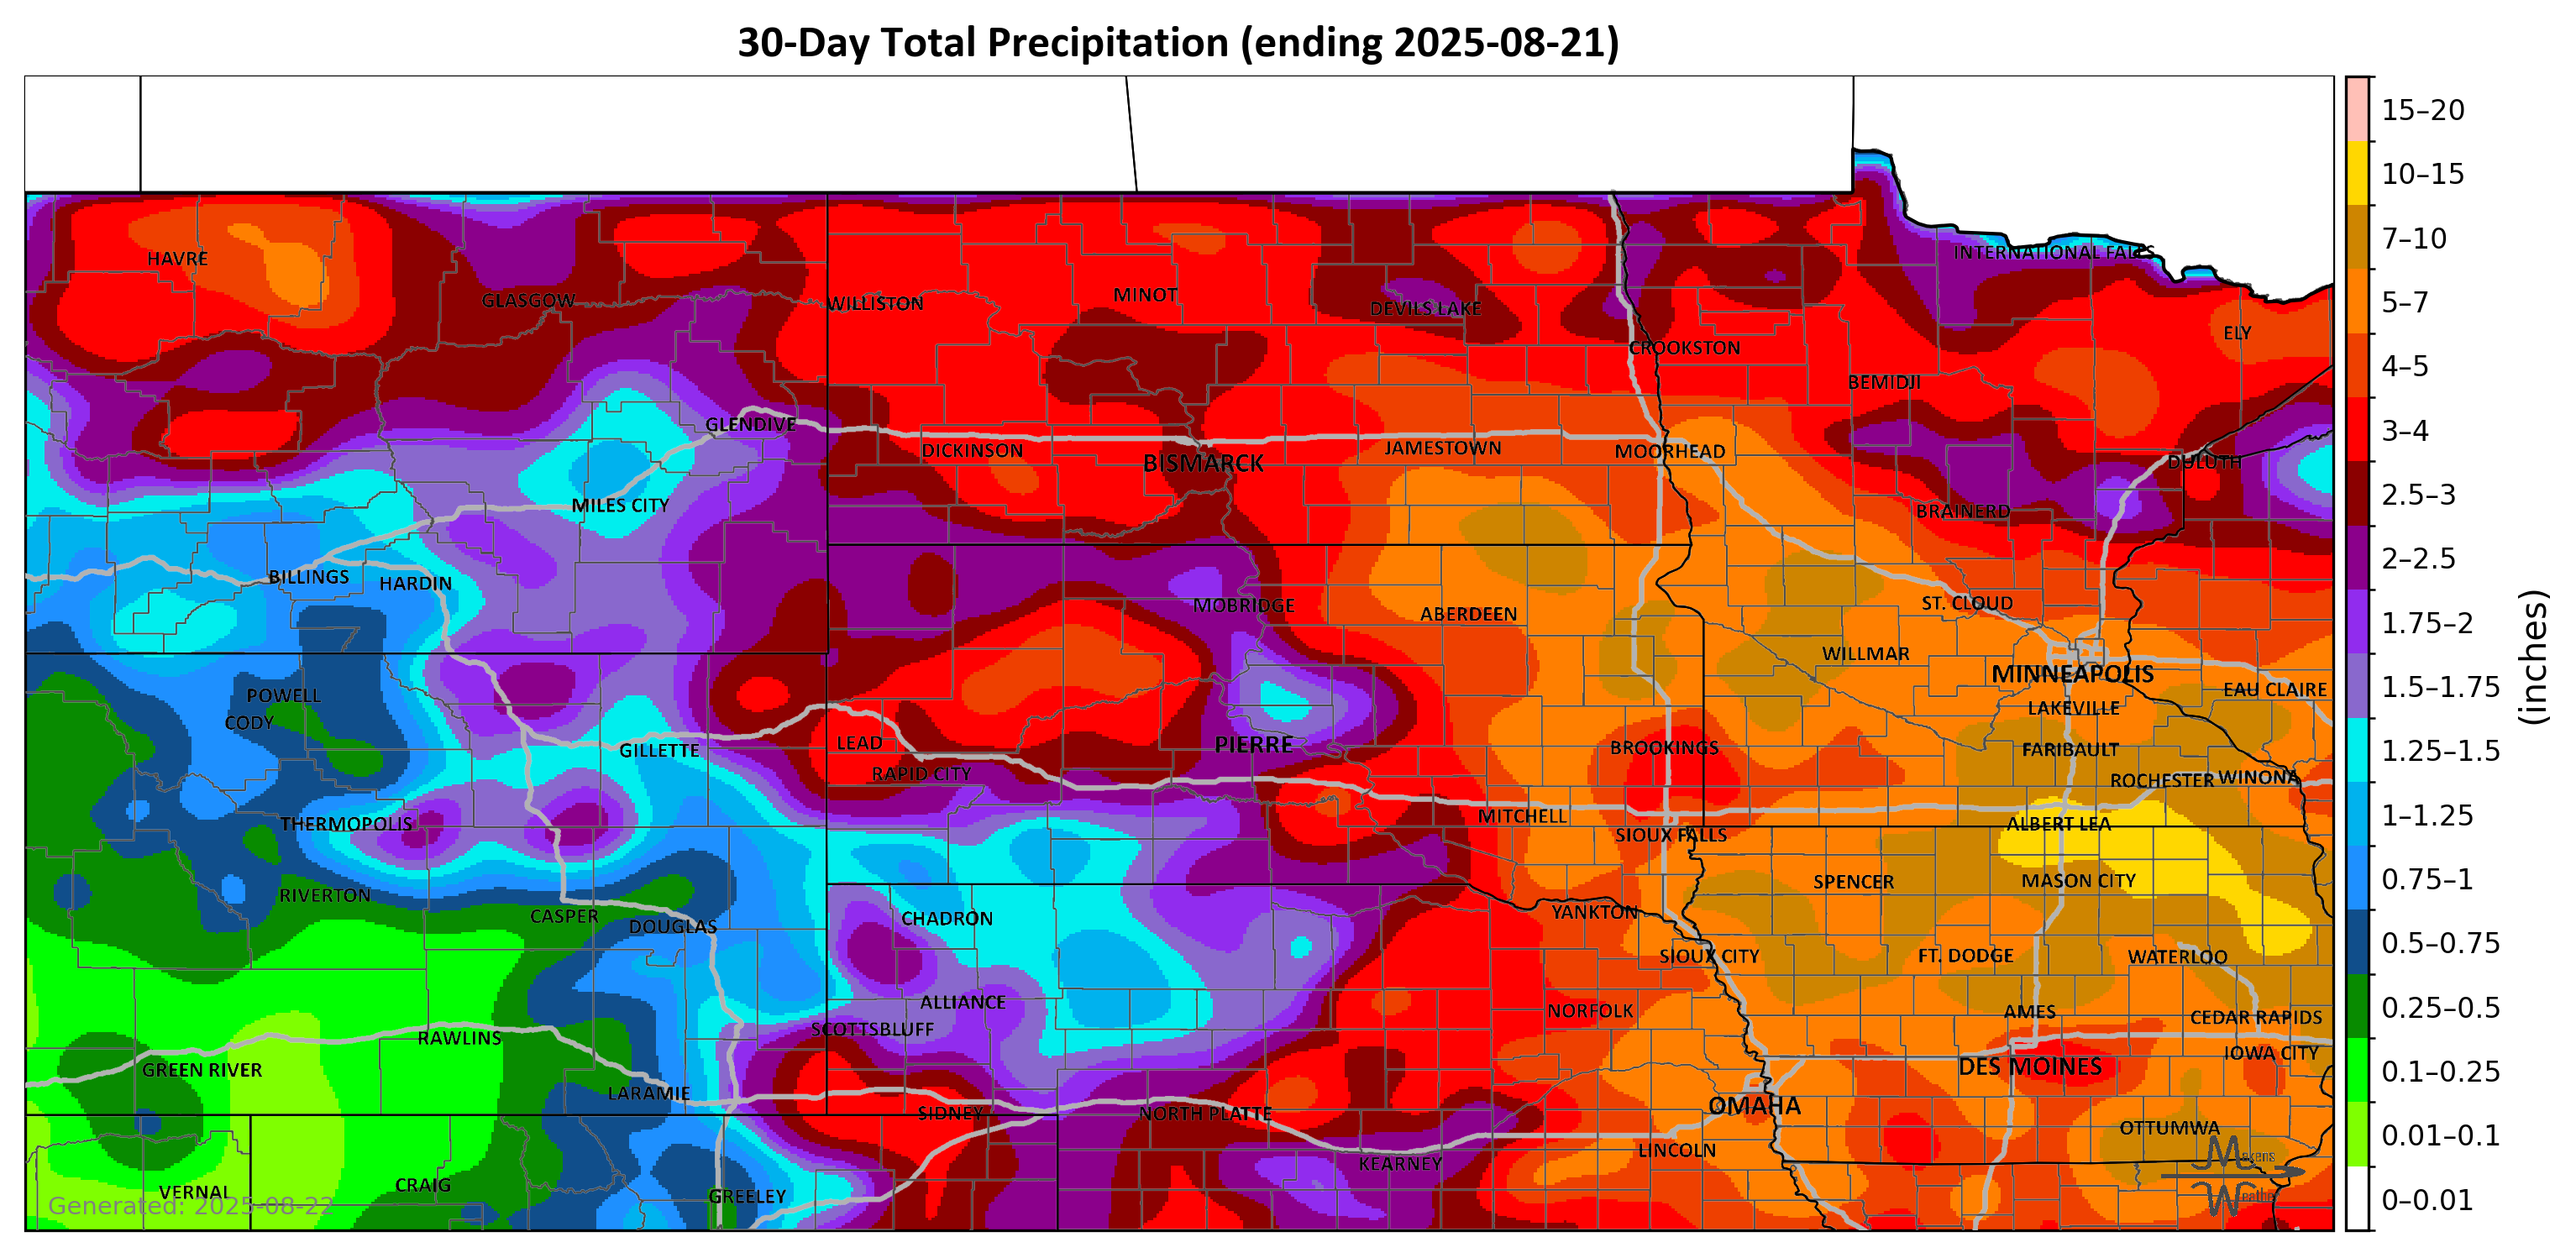 30-Day Total Precipitation (ending 2025-08-21)
15–20
10–15
7–10
5–7
4–5
3–4
2.5–3
2–2.5
1.75–2
1.5–1.75
1.25–1.5
1–1.25
0.75–1
0.5–0.75
0.25–0.5
0.1–0.25
0.01–0.1
0–0.01
(inches)
INTERNATIONAL FALLS
HAVRE
GLASGOW
WILLISTON
MINOT
DEVILS LAKE
ELY
CROOKSTON
BEMIDJI
GLENDIVE
DICKINSON
BISMARCK
JAMESTOWN
MOORHEAD
DULUTH
MILES CITY
BRAINERD
BILLINGS
HARDIN
MOBRIDGE
ABERDEEN
ST. CLOUD
WILLMAR
MINNEAPOLIS
POWELL
EAU CLAIRE
CODY
LAKEVILLE
GILLETTE
LEAD
PIERRE
BROOKINGS
FARIBAULT
RAPID CITY
ROCHESTER
WINONA
THERMOPOLIS
MITCHELL
SIOUX FALLS
ALBERT LEA
RIVERTON
SPENCER
MASON CITY
CASPER
DOUGLAS
CHADRON
YANKTON
SIOUX CITY
FT. DODGE
WATERLOO
ALLIANCE
NORFOLK
AMES
CEDAR RAPIDS
RAWLINS
SCOTTSBLUFF
IOWA CITY
GREEN RIVER
DES MOINES
LARAMIE
SIDNEY
NORTH PLATTE
OMAHA
OTTUMWA
KEARNEY
LINCOLN
VERNAL
CRAIG
GREELEY
Makens
Weather
Generated: 2025-08-22